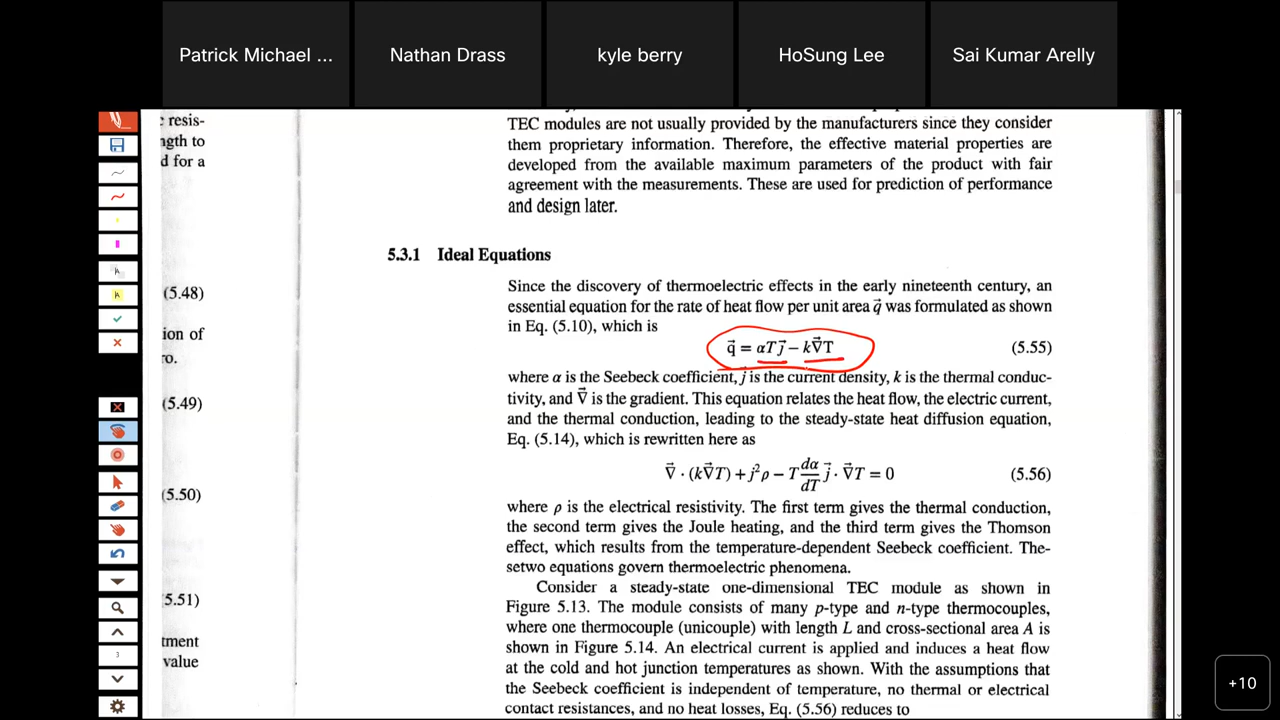 Patrick Michael ...
Nathan Drass
kyle berry
HoSung Lee
Sai Kumar Arelly
: resis-
ngth to
d for a
(5.48)
ion of
ro.
(5.49)
(5.50)
5.51)
tment
value
TEC modules are not usually provided by the manufacturers since they consider
them proprietary information. Therefore, the effective material properties are
developed from the available maximum parameters of the product with fair
agreement with the measurements. These are used for prediction of performance
and design later.
5.3.1 Ideal Equations
Since the discovery of thermoelectric effects in the early nineteenth century, an
essential equation for the rate of heat flow per unit area q⃗ was formulated as shown
in Eq. (5.10), which is
q⃗ = αTj⃗ − k∇⃗T (5.55)
where α is the Seebeck coefficient, j is the current density, k is the thermal conduc-
tivity, and ∇⃗ is the gradient. This equation relates the heat flow, the electric current,
and the thermal conduction, leading to the steady-state heat diffusion equation,
Eq. (5.14), which is rewritten here as
∇⃗ · (k∇⃗T) + j²ρ − T dα/dT j⃗ · ∇⃗T = 0 (5.56)
where ρ is the electrical resistivity. The first term gives the thermal conduction,
the second term gives the Joule heating, and the third term gives the Thomson
effect, which results from the temperature-dependent Seebeck coefficient. The-
setwo equations govern thermoelectric phenomena.
Consider a steady-state one-dimensional TEC module as shown in
Figure 5.13. The module consists of many p-type and n-type thermocouples,
where one thermocouple (unicouple) with length L and cross-sectional area A is
shown in Figure 5.14. An electrical current is applied and induces a heat flow
at the cold and hot junction temperatures as shown. With the assumptions that
the Seebeck coefficient is independent of temperature, no thermal or electrical
contact resistances, and no heat losses, Eq. (5.56) reduces to
3
+10